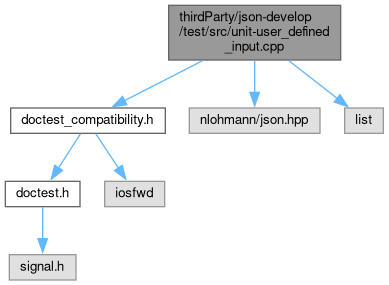 thirdParty/json-develop
/test/src/unit-user_defined
_input.cpp
doctest_compatibility.h
nlohmann/json.hpp
list
doctest.h
iosfwd
signal.h